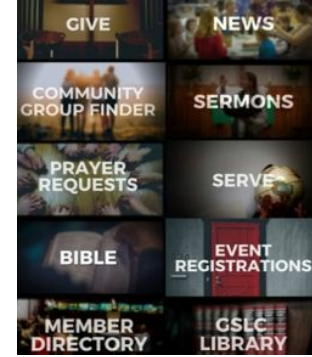 GIVE
NEWS
COMMUNITY
GROUP FINDER
SERMONS
PRAYER
REQUESTS
SERVE
BIBLE
EVENT
REGISTRATIONS
MEMBER
DIRECTORY
GSLC
LIBRARY